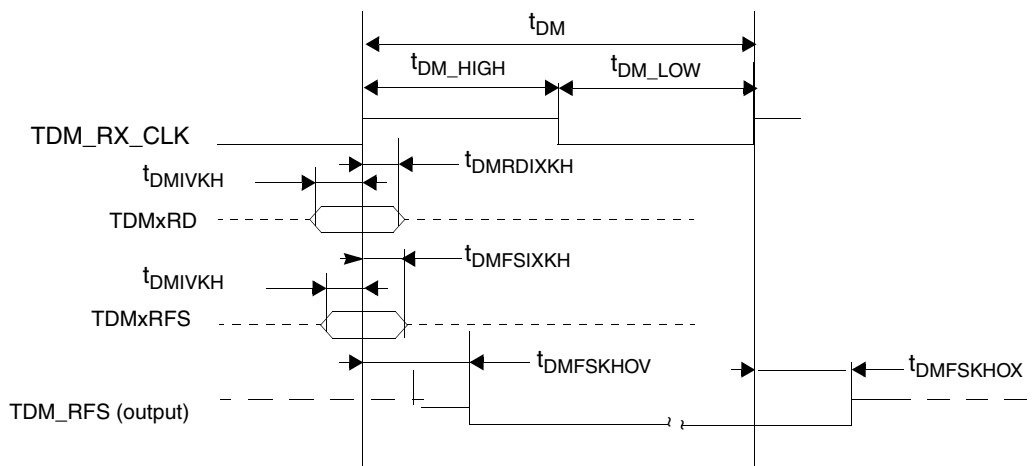 tDM
tDM_HIGH
tDM_LOW
TDM_RX_CLK
tDMRDIXKH
tDMIVKH
TDMxRD
tDMFSIXKH
tDMIVKH
TDMxRFS
tDMFSKHOV
tDMFSKHOX
TDM_RFS (output)